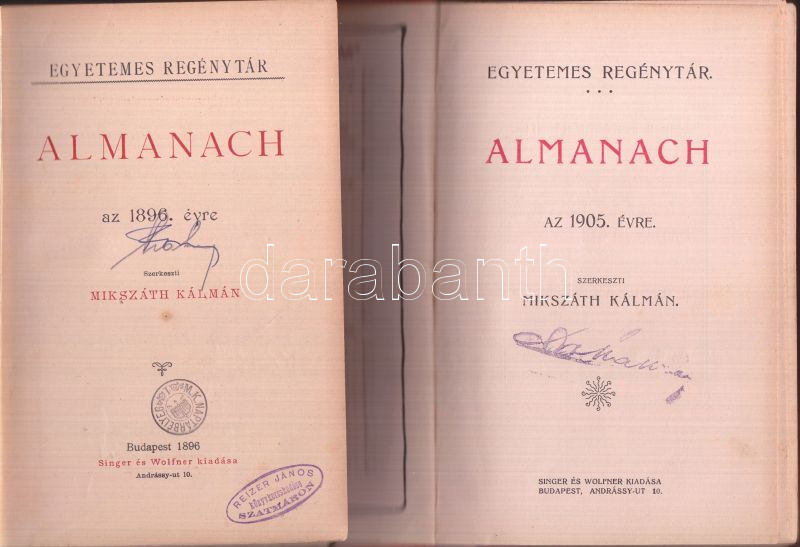 EGYETEMES REGÉNYTÁR
ALMANACH
az 1896. évre
Szerkeszti
MIKSZÁTH KÁLMÁN
M. K. NAPTÁRBÉLYEG
Budapest 1896
Singer és Wolfner kiadása
Andrássy-ut 10.
REIZER JÁNOS
könyvkereskedése
SZATMÁRON
EGYETEMES REGÉNYTÁR.
ALMANACH
AZ 1905. ÉVRE.
SZERKESZTI
MIKSZÁTH KÁLMÁN.
SINGER ÉS WOLFNER KIADÁSA
BUDAPEST, ANDRÁSSY-UT 10.
darabanth